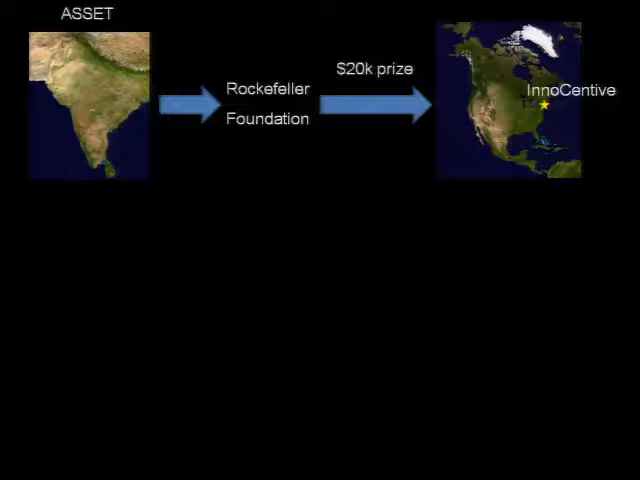 ASSET
Rockefeller
Foundation
$20k prize
InnoCentive